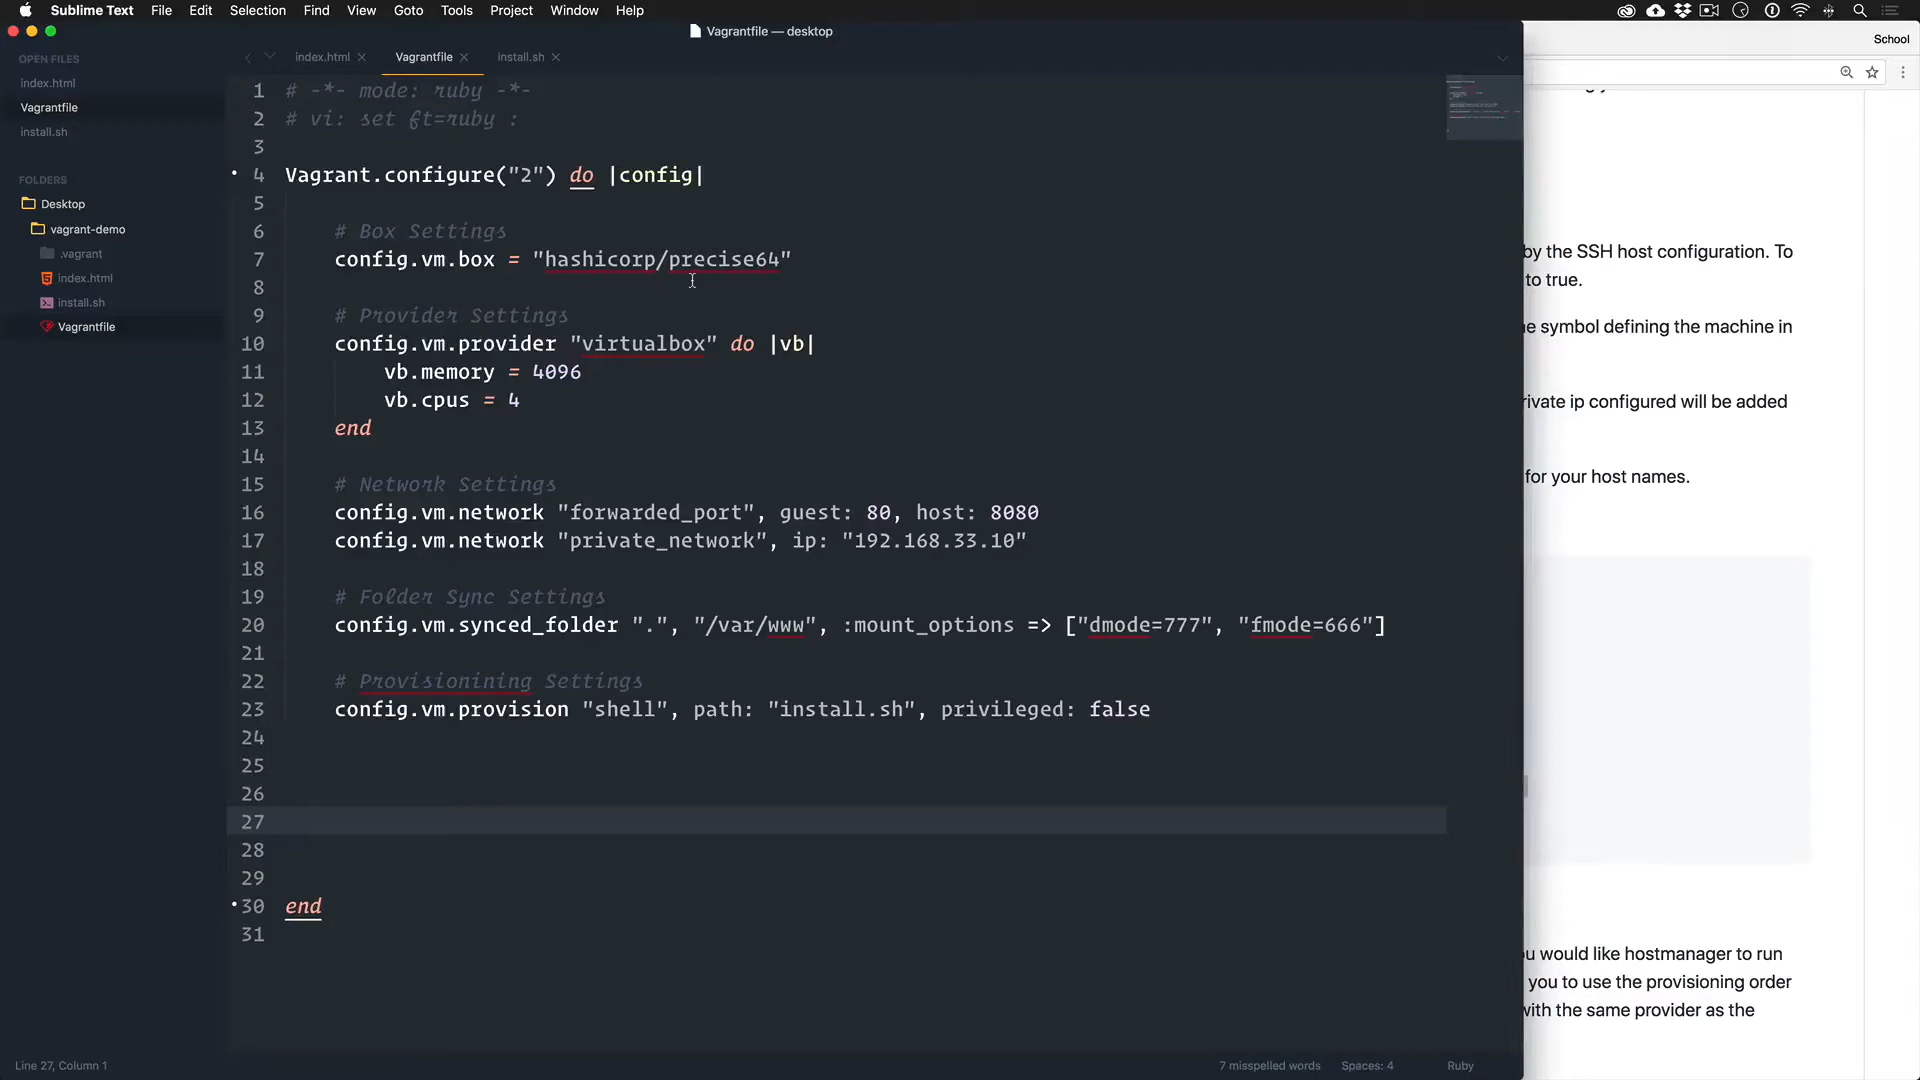 Sublime Text File Edit Selection Find View Goto Tools Project Window Help
Vagrantfile — desktop
School
OPEN FILES
index.html
Vagrantfile
install.sh
FOLDERS
Desktop
vagrant-demo
.vagrant
index.html
install.sh
Vagrantfile
index.html Vagrantfile install.sh
1 # -*- mode: ruby -*-
2 # vi: set ft=ruby :
3
4 Vagrant.configure("2") do |config|
5
6 # Box Settings
7 config.vm.box = "hashicorp/precise64"
8
9 # Provider Settings
10 config.vm.provider "virtualbox" do |vb|
11 vb.memory = 4096
12 vb.cpus = 4
13 end
14
15 # Network Settings
16 config.vm.network "forwarded_port", guest: 80, host: 8080
17 config.vm.network "private_network", ip: "192.168.33.10"
18
19 # Folder Sync Settings
20 config.vm.synced_folder ".", "/var/www", :mount_options => ["dmode=777", "fmode=666"]
21
22 # Provisionining Settings
23 config.vm.provision "shell", path: "install.sh", privileged: false
24
25
26
27
28
29
30 end
31
Line 27, Column 1
7 misspelled words Spaces: 4 Ruby
by the SSH host configuration. To
to true.
symbol defining the machine in
ip configured will be added
for your host names.
would like hostmanager to run
you to use the provisioning order
with the same provider as the